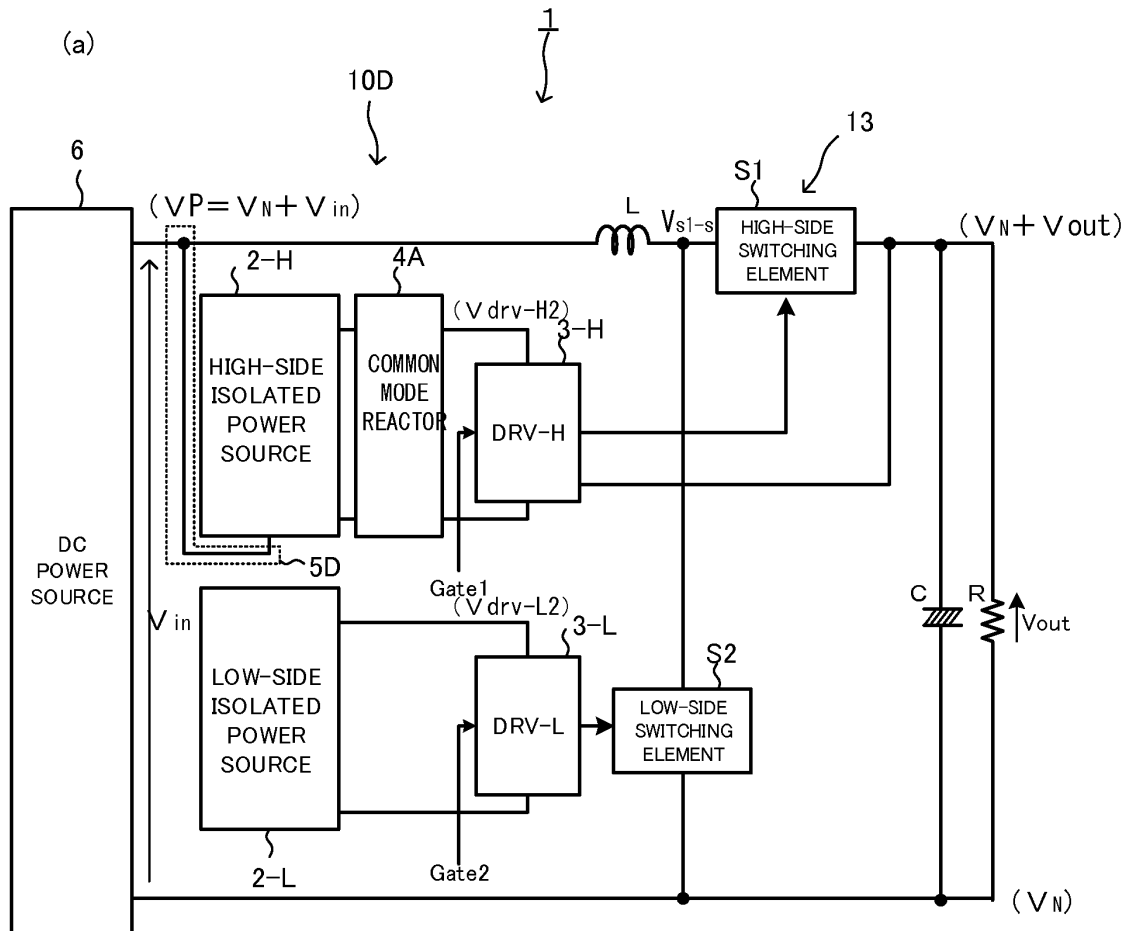 1
(a)
10D
6
13
S1
(VP=VN+Vin)
L
Vs1-s
HIGH-SIDE
SWITCHING
ELEMENT
(VN+Vout)
2-H
4A
(Vdrv-H2)
3-H
HIGH-SIDE
ISOLATED
POWER
SOURCE
COMMON
MODE
REACTOR
DRV-H
DC
POWER
SOURCE
5D
Gate1
Vin
(Vdrv-L2)
3-L
C
R
Vout
S2
LOW-SIDE
ISOLATED
POWER
SOURCE
DRV-L
LOW-SIDE
SWITCHING
ELEMENT
2-L
Gate2
(VN)